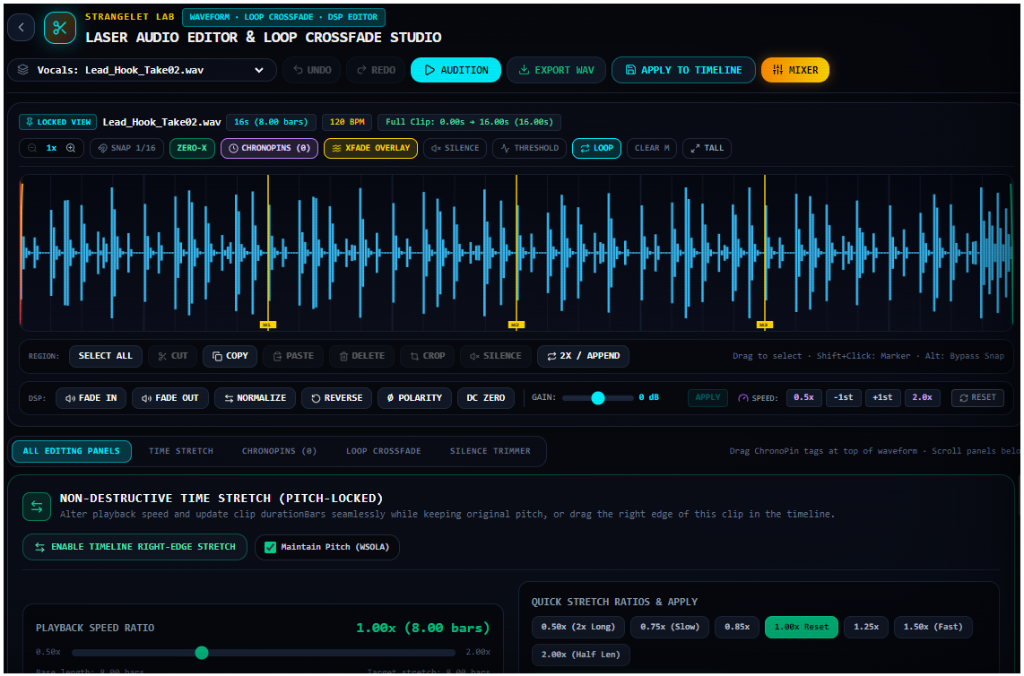 STRANGELET LAB WAVEFORM · LOOP CROSSFADE · DSP EDITOR
LASER AUDIO EDITOR & LOOP CROSSFADE STUDIO
Vocals: Lead_Hook_Take02.wav UNDO REDO AUDITION EXPORT WAV APPLY TO TIMELINE MIXER
LOCKED VIEW Lead_Hook_Take02.wav 16s (8.00 bars) 120 BPM Full Clip: 0.00s → 16.00s (16.00s)
1x SNAP 1/16 ZERO-X CHRONOPINS (0) XFADE OVERLAY SILENCE THRESHOLD LOOP CLEAR M TALL
REGION: SELECT ALL CUT COPY PASTE DELETE CROP SILENCE 2X / APPEND Drag to select · Shift+Click: Marker · Alt: Bypass Snap
DSP: FADE IN FADE OUT NORMALIZE REVERSE Ø POLARITY DC ZERO GAIN: 0 dB APPLY SPEED: 0.5x -1st +1st 2.0x RESET
ALL EDITING PANELS TIME STRETCH CHRONOPINS (0) LOOP CROSSFADE SILENCE TRIMMER Drag ChronoPin tags at top of waveform · Scroll panels belo
NON-DESTRUCTIVE TIME STRETCH (PITCH-LOCKED)
Alter playback speed and update clip durationBars seamlessly while keeping original pitch, or drag the right edge of this clip in the timeline.
ENABLE TIMELINE RIGHT-EDGE STRETCH Maintain Pitch (WSOLA)
PLAYBACK SPEED RATIO 1.00x (8.00 bars)
0.50x 2.00x
Base length: 8.00 bars Target stretch: 8.00 bars
QUICK STRETCH RATIOS & APPLY
0.50x (2x Long) 0.75x (Slow) 0.85x 1.00x Reset 1.25x 1.50x (Fast)
2.00x (Half Len)